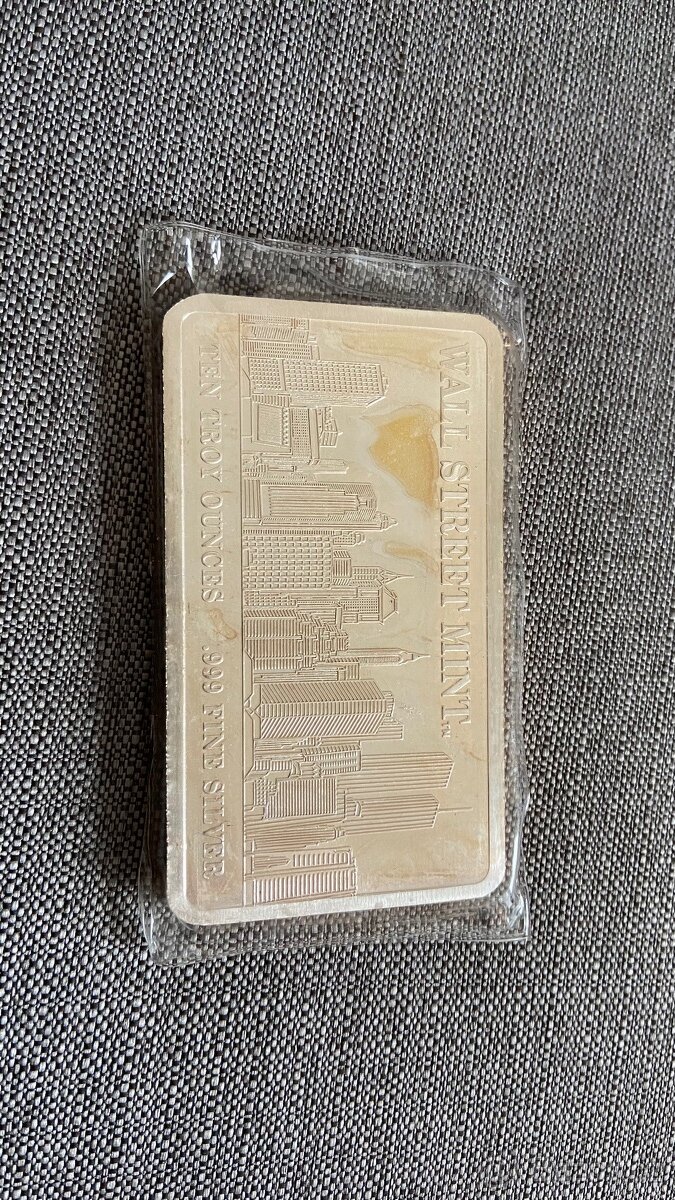 WALL STREET MINT™
TEN TROY OUNCES .999 FINE SILVER